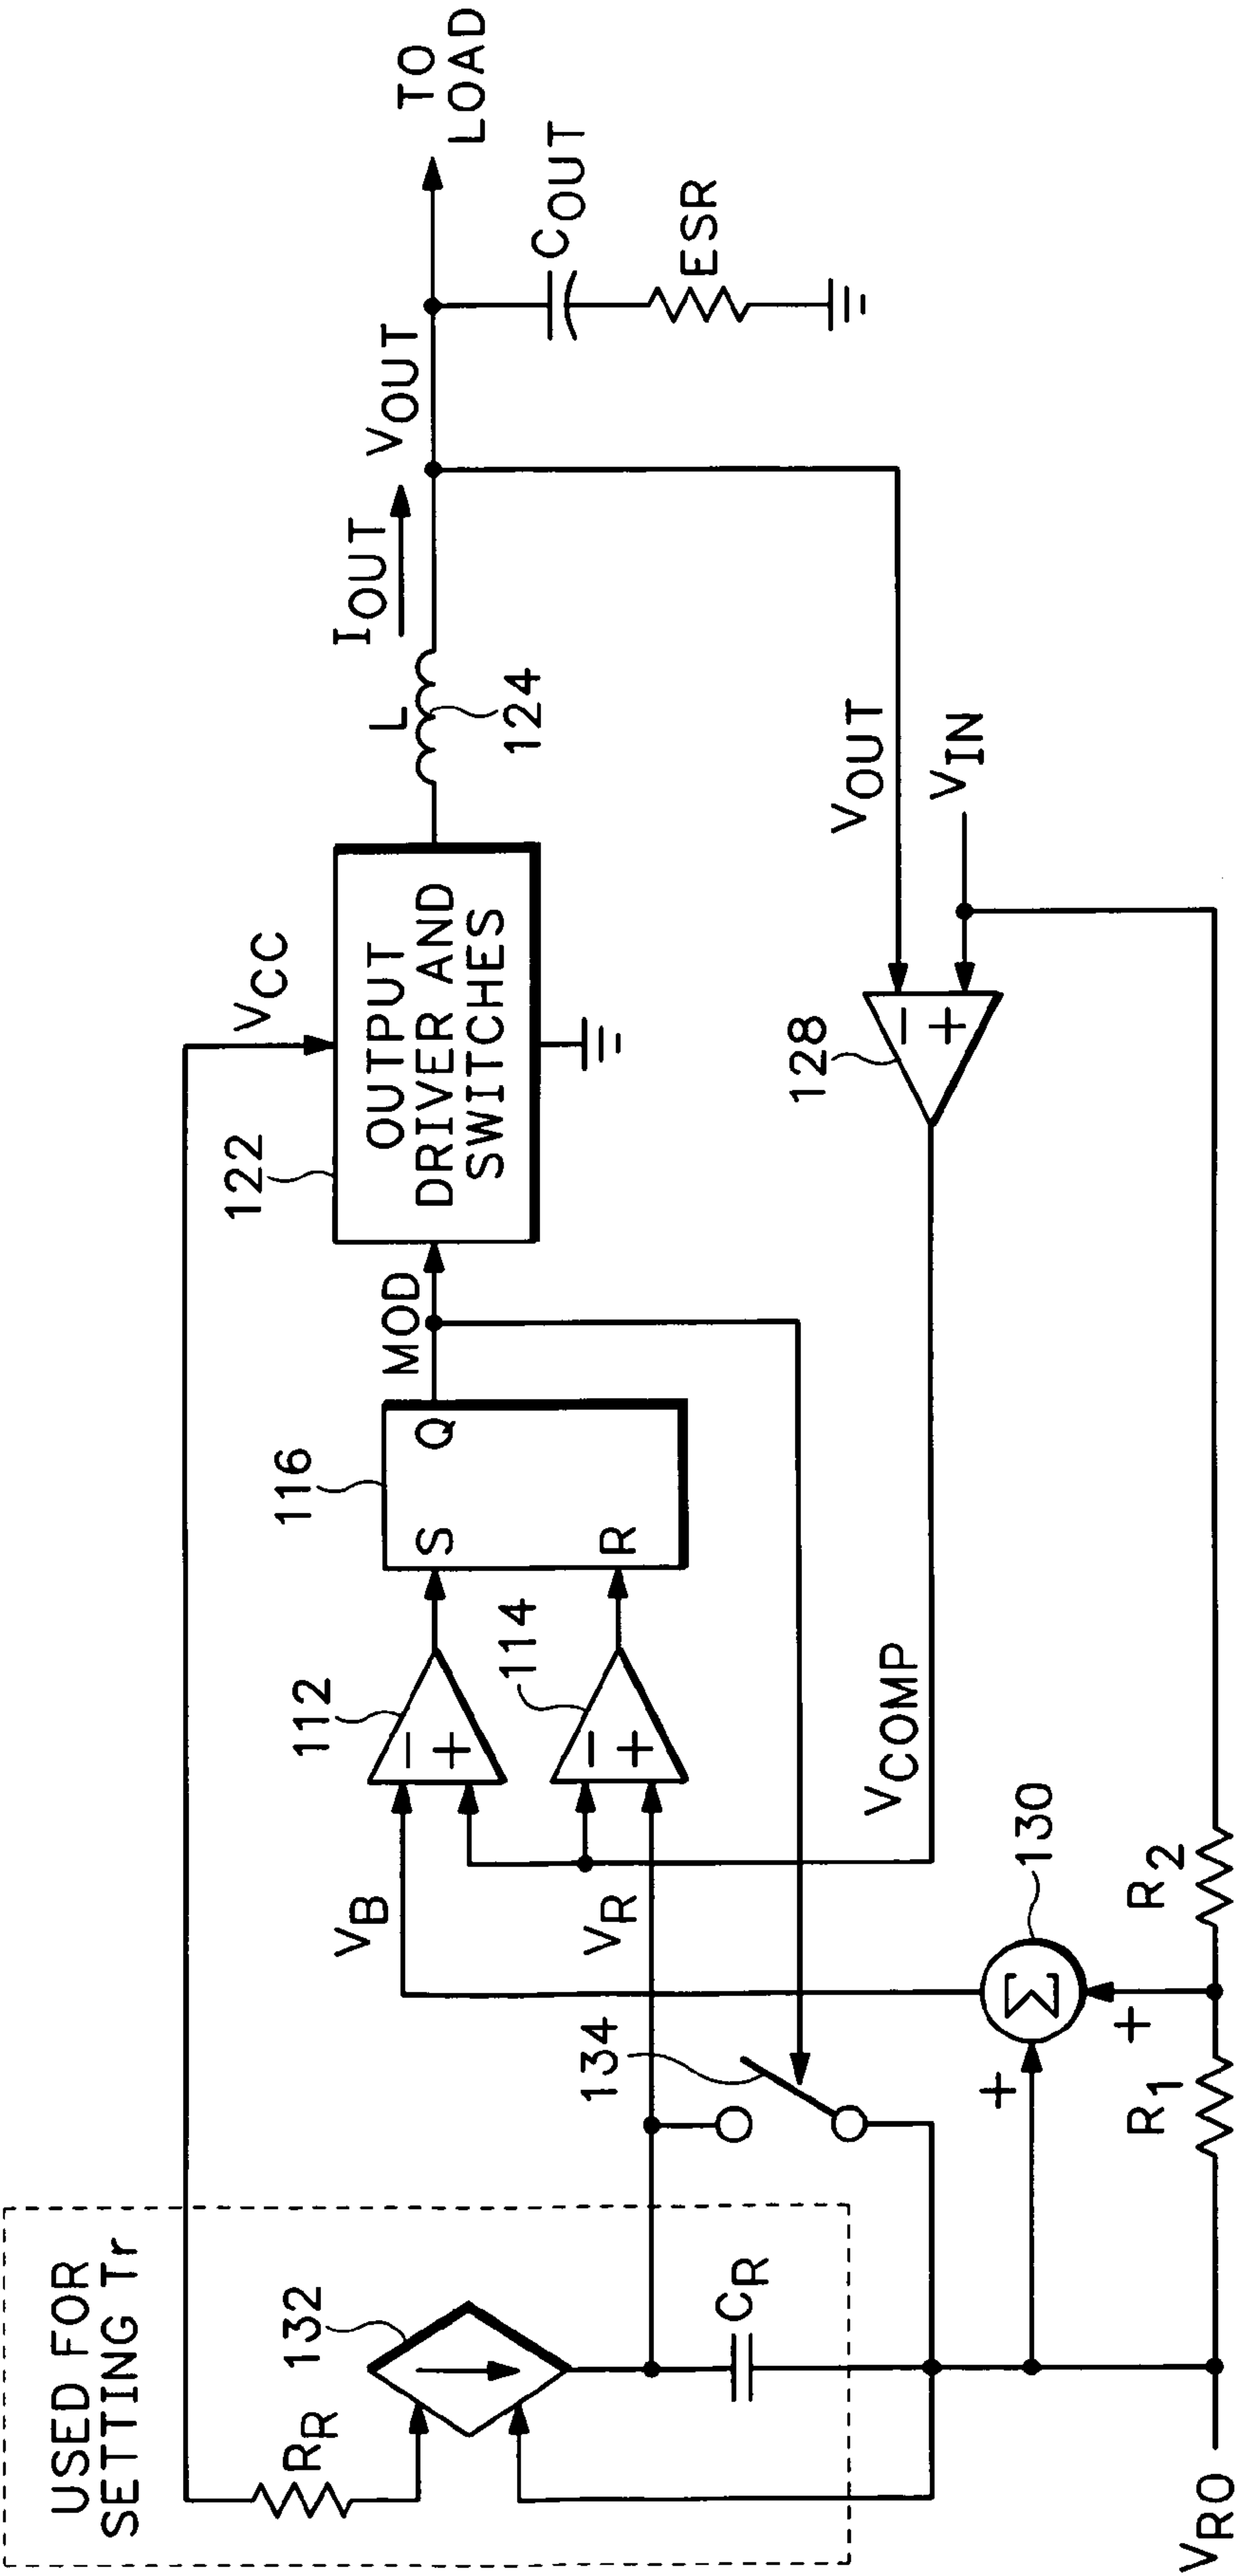 USED FOR
SETTING Tr
RR
132
CR
VCC
134
VB
VR
112
− +
114
− +
116
S Q
R
MOD
122
OUTPUT
DRIVER AND
SWITCHES
L
124
IOUT
VOUT
TO
LOAD
COUT
ESR
VCOMP
128
− +
VOUT
VIN
130
Σ
+
+
R1
R2
VRO